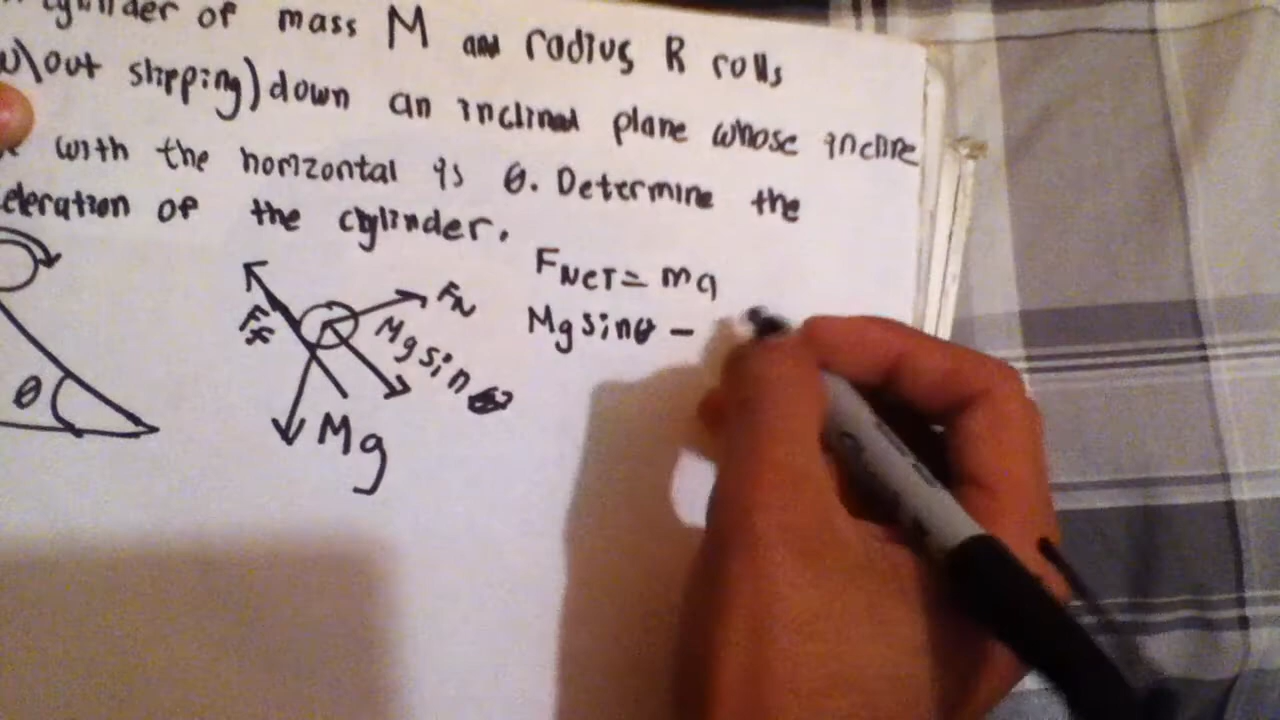 cylinder of mass M and radius R rolls
w\out slipping) down an inclined plane whose incline
with the horizontal is θ. Determine the
eleration of the cylinder.
FNET = ma
Mg sinθ -
FN
Ff
Mg sinθ
Mg
θ